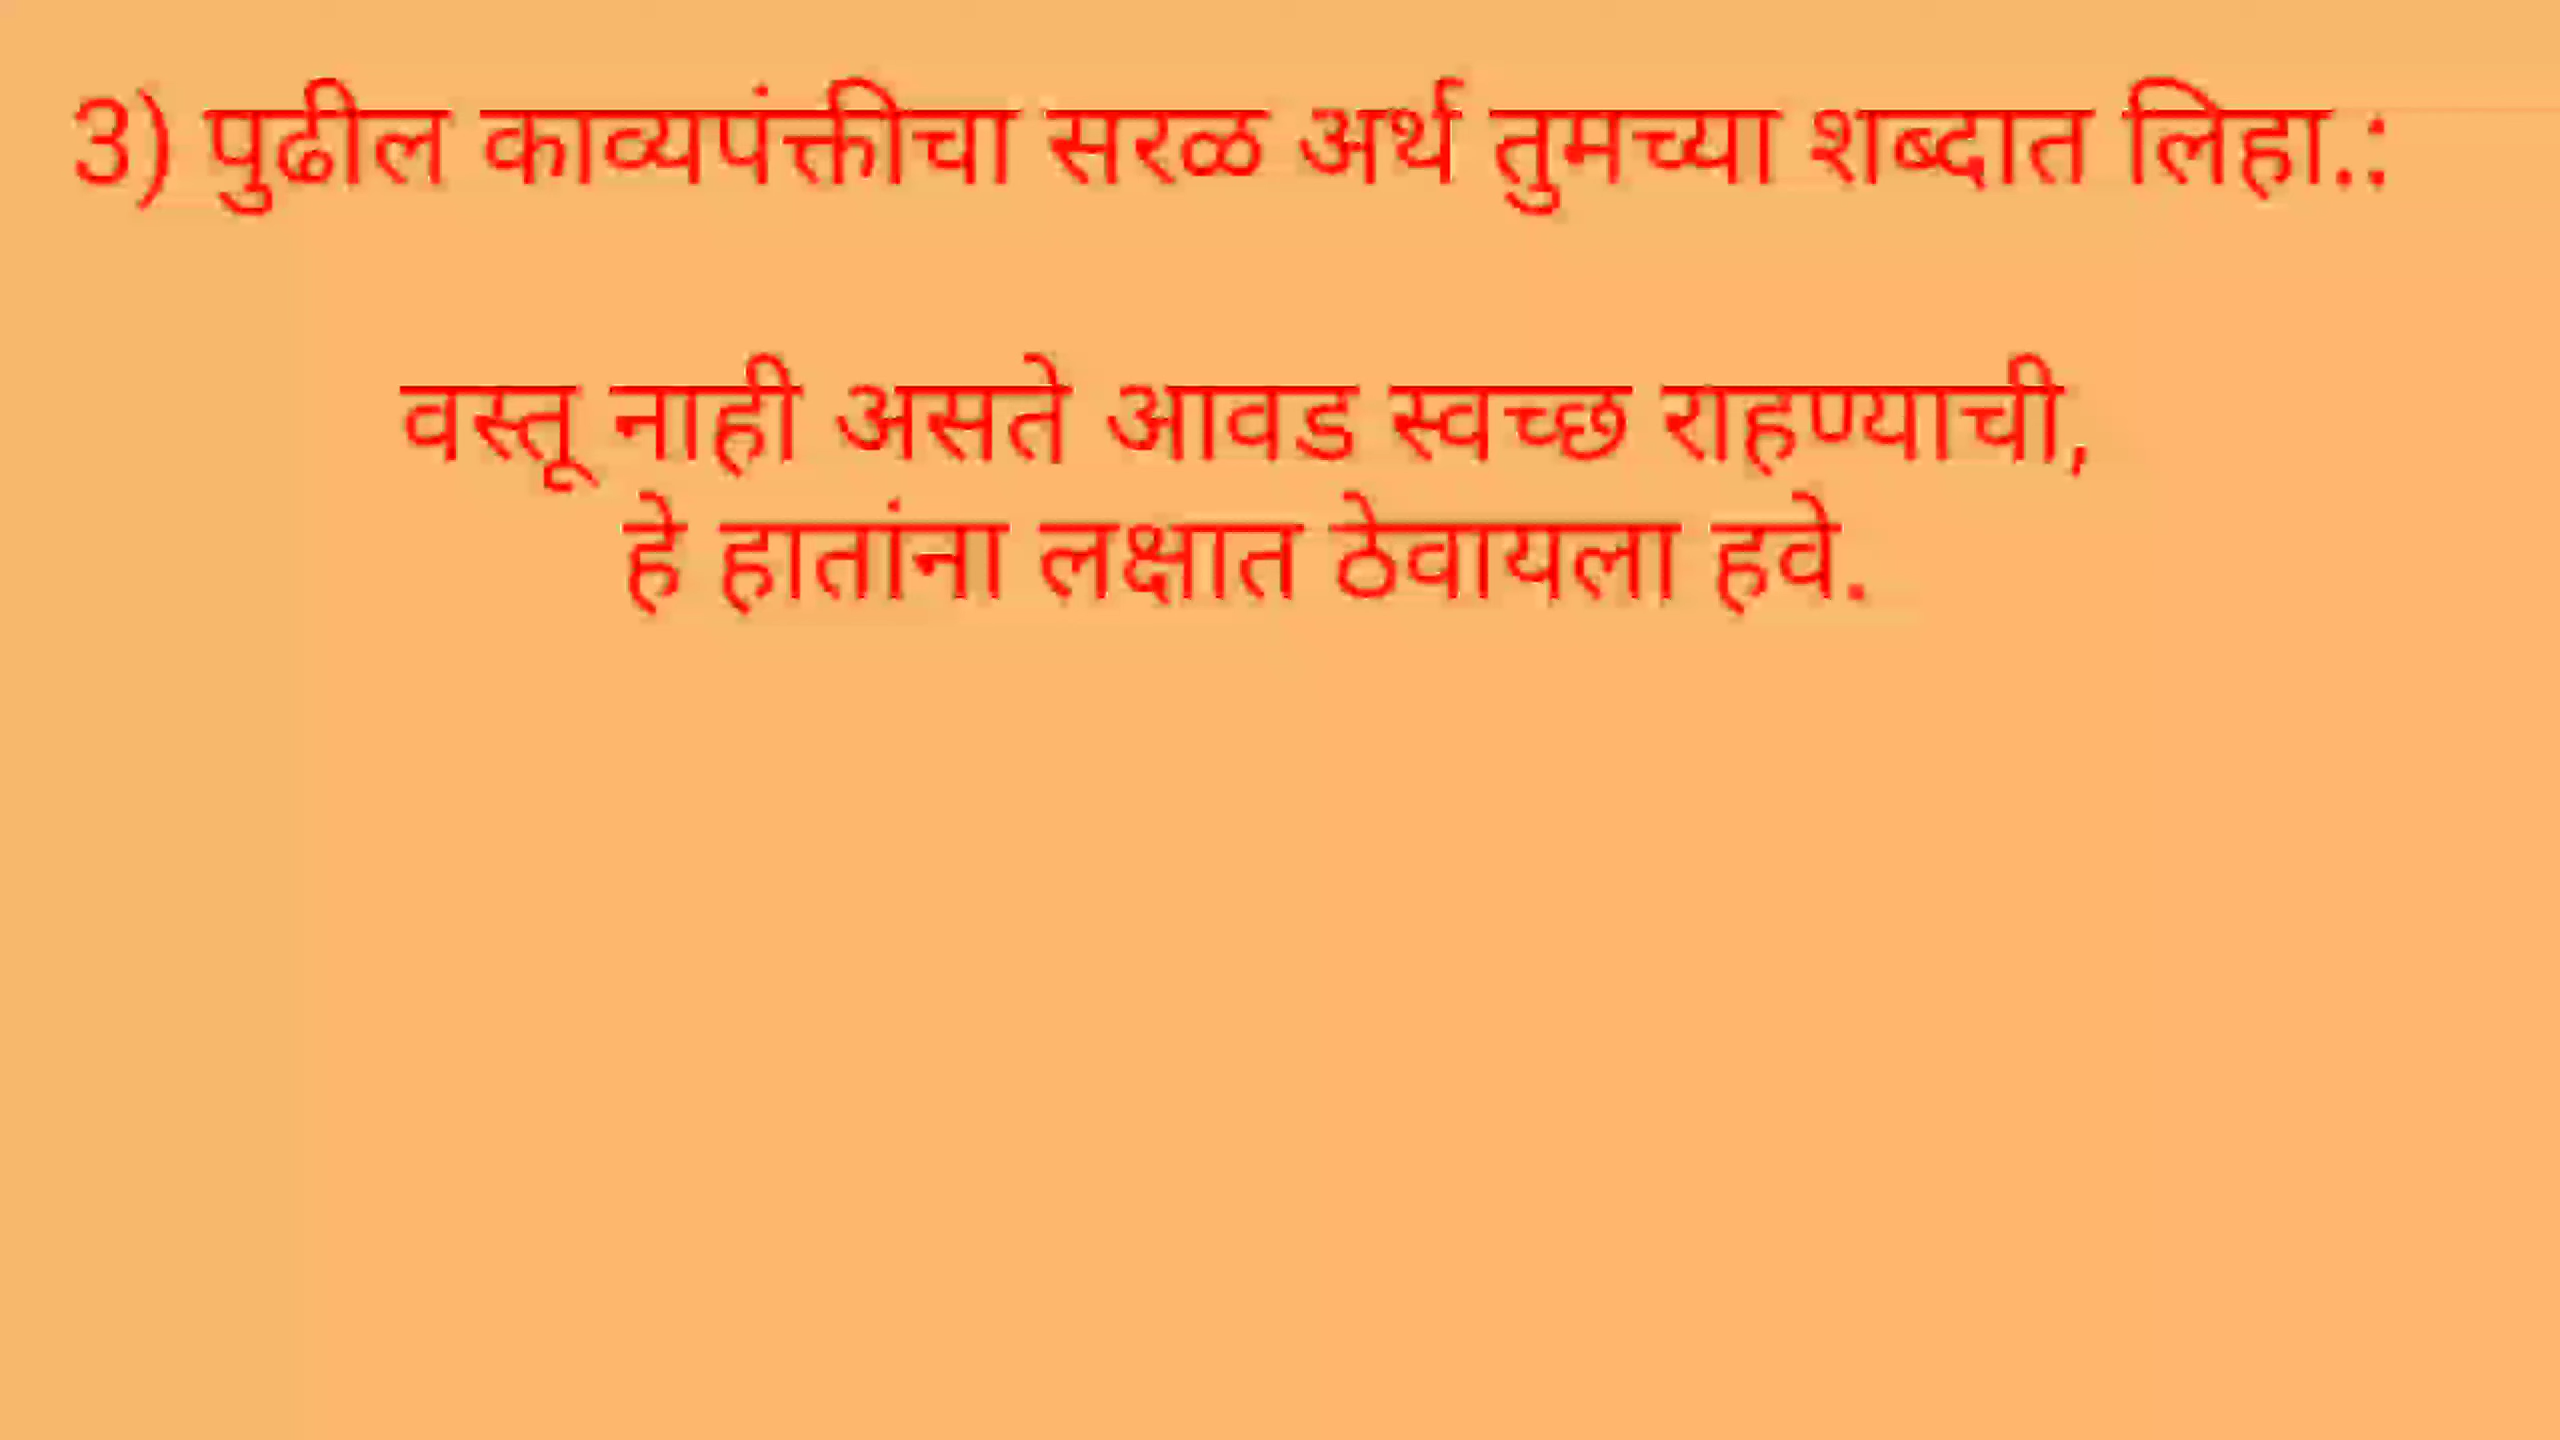 3) पुढील काव्यपंक्तीचा सरळ अर्थ तुमच्या शब्दात लिहा.:
वस्तू नाही असते आवड स्वच्छ राहण्याची,
हे हातांना लक्षात ठेवायला हवे.